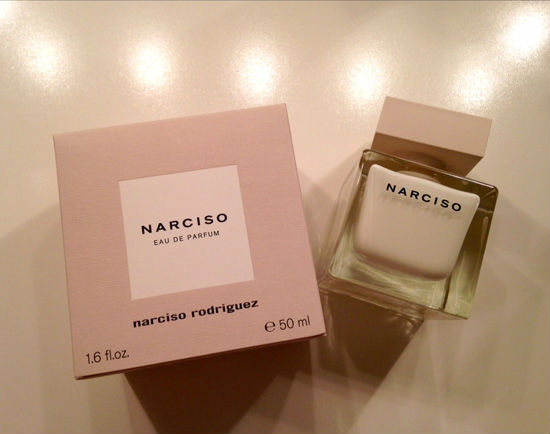 NARCISO
EAU DE PARFUM
narciso rodriguez
1.6 fl.oz.
℮ 50 ml
NARCISO